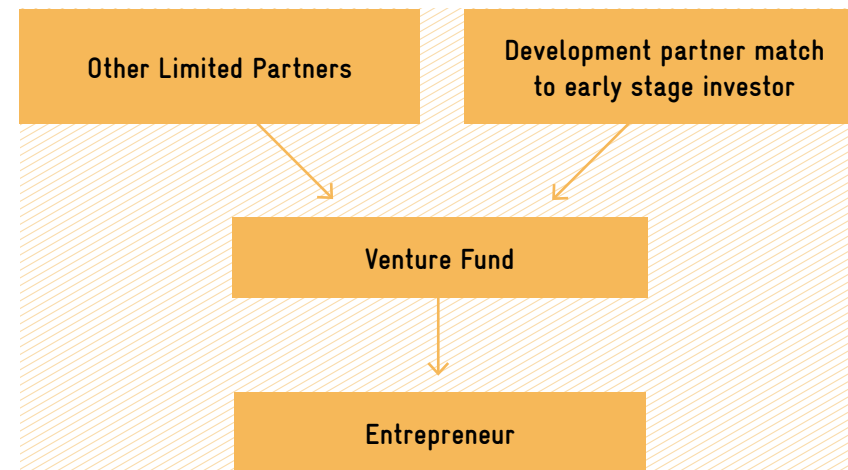 Other Limited Partners
Development partner match
to early stage investor
Venture Fund
Entrepreneur